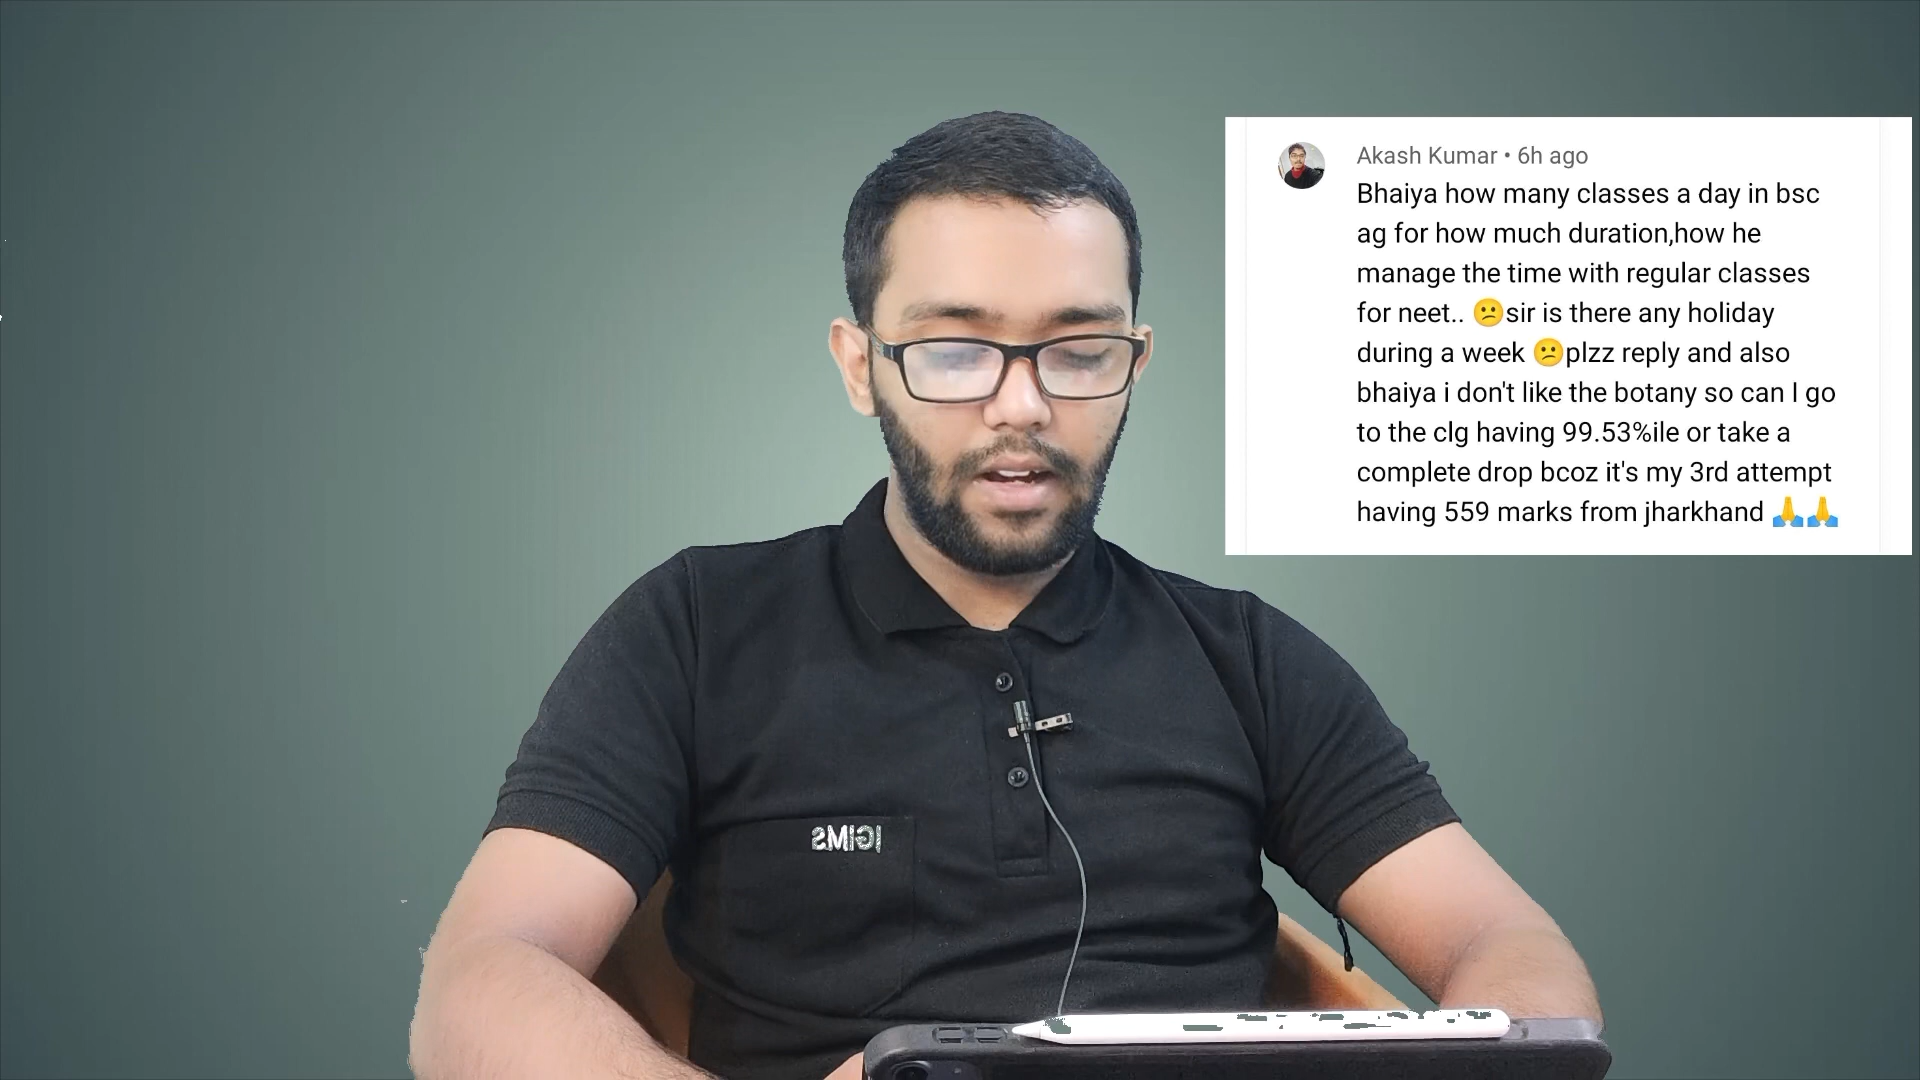 Akash Kumar • 6h ago
Bhaiya how many classes a day in bsc
ag for how much duration,how he
manage the time with regular classes
for neet.. 😕sir is there any holiday
during a week 😕plzz reply and also
bhaiya i don't like the botany so can I go
to the clg having 99.53%ile or take a
complete drop bcoz it's my 3rd attempt
having 559 marks from jharkhand 🙏🙏
IGIMS